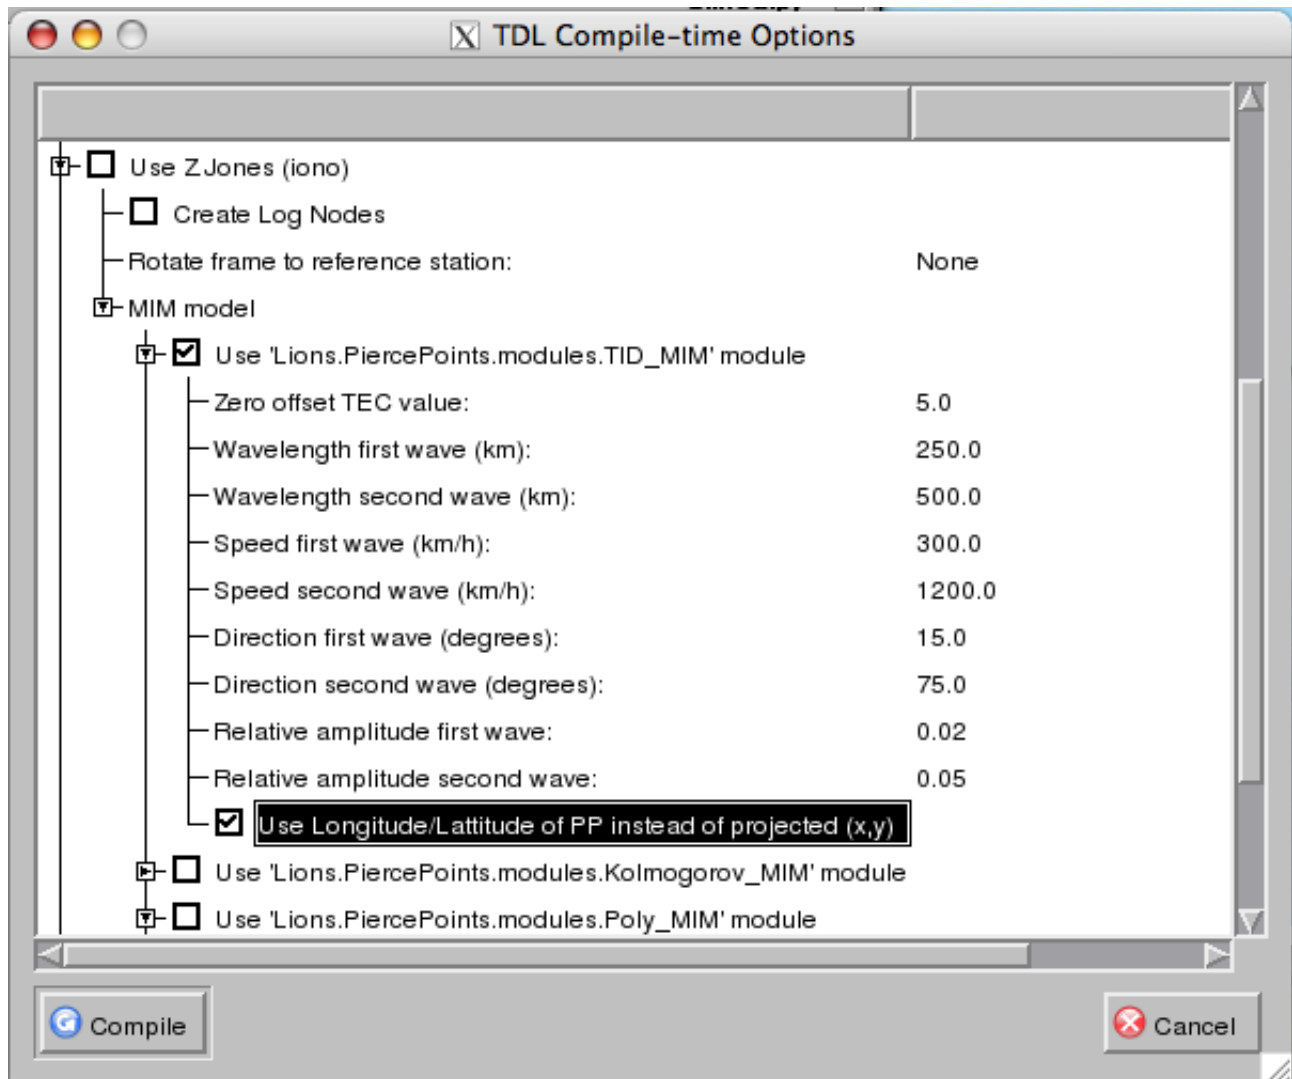 TDL Compile-time Options
Use Z Jones (iono)
Create Log Nodes
Rotate frame to reference station: None
MIM model
Use 'Lions.PiercePoints.modules.TID_MIM' module
Zero offset TEC value: 5.0
Wavelength first wave (km): 250.0
Wavelength second wave (km): 500.0
Speed first wave (km/h): 300.0
Speed second wave (km/h): 1200.0
Direction first wave (degrees): 15.0
Direction second wave (degrees): 75.0
Relative amplitude first wave: 0.02
Relative amplitude second wave: 0.05
Use Longitude/Lattitude of PP instead of projected (x,y)
Use 'Lions.PiercePoints.modules.Kolmogorov_MIM' module
Use 'Lions.PiercePoints.modules.Poly_MIM' module
Compile Cancel